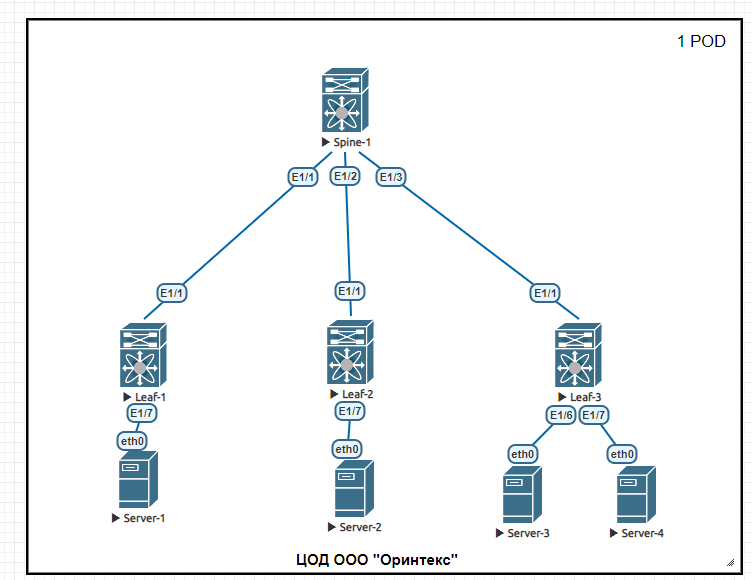 1 POD
Spine-1
E1/1 E1/2 E1/3
E1/1 E1/1 E1/1
Leaf-1 Leaf-2 Leaf-3
E1/7 E1/7 E1/6 E1/7
eth0 eth0 eth0 eth0
Server-1 Server-2 Server-3 Server-4
ЦОД ООО "Оринтекс"